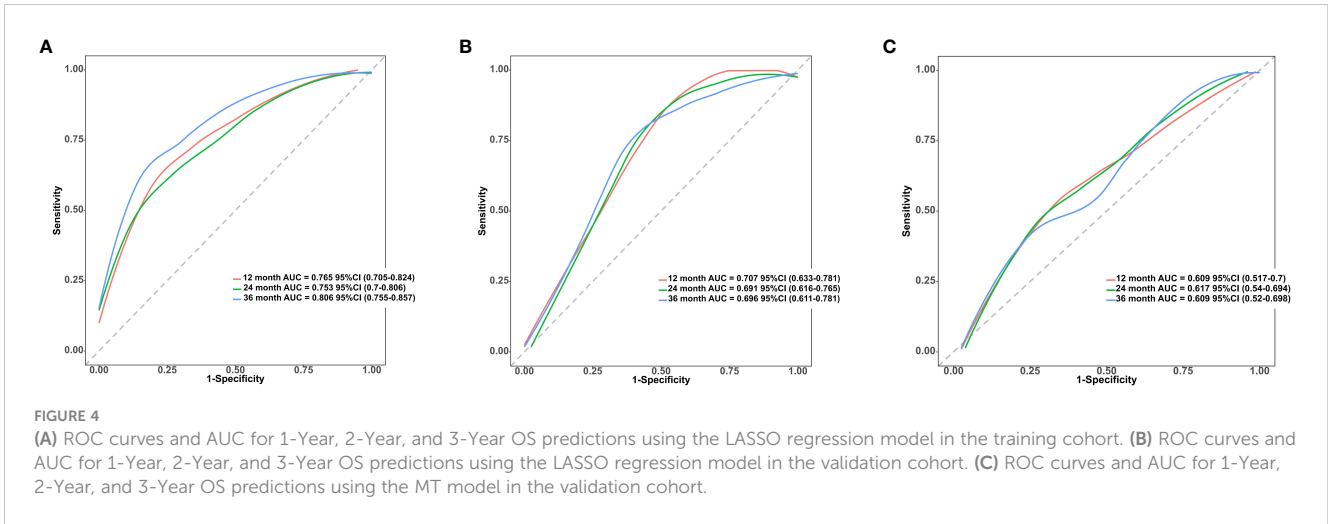 A
B
C
1.00
0.75
0.50
0.25
0.00
Sensitivity
12 month AUC = 0.765 95%CI (0.705-0.824)
24 month AUC = 0.753 95%CI (0.7-0.806)
36 month AUC = 0.806 95%CI (0.755-0.857)
0.00 0.25 0.50 0.75 1.00
1-Specificity
1.00
0.75
0.50
0.25
0.00
Sensitivity
12 month AUC = 0.707 95%CI (0.633-0.781)
24 month AUC = 0.691 95%CI (0.616-0.765)
36 month AUC = 0.696 95%CI (0.611-0.781)
0.00 0.25 0.50 0.75 1.00
1-Specificity
1.00
0.75
0.50
0.25
0.00
Sensitivity
12 month AUC = 0.609 95%CI (0.517-0.7)
24 month AUC = 0.617 95%CI (0.54-0.694)
36 month AUC = 0.609 95%CI (0.52-0.698)
0.00 0.25 0.50 0.75 1.00
1-Specificity
FIGURE 4
(A) ROC curves and AUC for 1-Year, 2-Year, and 3-Year OS predictions using the LASSO regression model in the training cohort. (B) ROC curves and
AUC for 1-Year, 2-Year, and 3-Year OS predictions using the LASSO regression model in the validation cohort. (C) ROC curves and AUC for 1-Year,
2-Year, and 3-Year OS predictions using the MT model in the validation cohort.